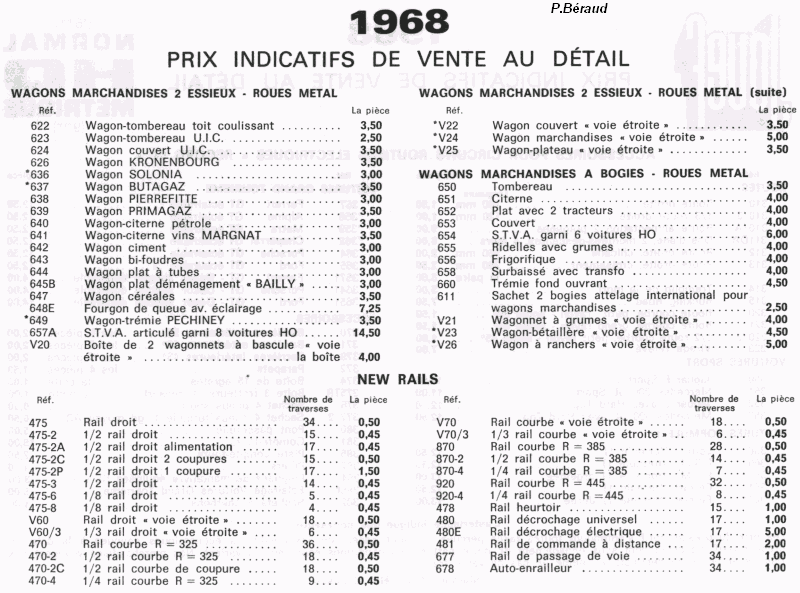 1968
P.Béraud
PRIX INDICATIFS DE VENTE AU DÉTAIL
WAGONS MARCHANDISES 2 ESSIEUX - ROUES METAL
Réf. La pièce
622 Wagon-tombereau toit coulissant .......... 3,50
623 Wagon-tombereau U.I.C. .......... 2,50
624 Wagon couvert U.I.C. .......... 3,50
626 Wagon KRONENBOURG .......... 3,50
*636 Wagon SOLONIA .......... 3,00
*637 Wagon BUTAGAZ .......... 3,50
638 Wagon PIERREFITTE .......... 3,00
639 Wagon PRIMAGAZ .......... 3,50
640 Wagon-citerne pétrole .......... 3,00
641 Wagon-citerne vins MARGNAT .......... 3,50
642 Wagon ciment .......... 3,00
643 Wagon bi-foudres .......... 3,00
644 Wagon plat à tubes .......... 3,00
645B Wagon plat déménagement « BAILLY » .......... 3,00
647 Wagon céréales .......... 3,50
648E Fourgon de queue av. éclairage .......... 7,25
*649 Wagon-trémie PECHINEY .......... 3,50
657A S.T.V.A. articulé garni 8 voitures HO .... 14,50
V20 Boîte de 2 wagonnets à bascule « voie
étroite » .......... la boîte 4,00
WAGONS MARCHANDISES 2 ESSIEUX - ROUES METAL (suite)
Réf. La pièce
*V22 Wagon couvert « voie étroite » .......... 3,50
*V24 Wagon marchandises « voie étroite » .......... 5,00
*V25 Wagon-plateau « voie étroite » .......... 3,50
WAGONS MARCHANDISES A BOGIES - ROUES METAL
650 Tombereau .......... 3,50
651 Citerne .......... 4,00
652 Plat avec 2 tracteurs .......... 4,00
653 Couvert .......... 4,00
654 S.T.V.A. garni 6 voitures HO .......... 6,00
655 Ridelles avec grumes .......... 4,00
656 Frigorifique .......... 4,00
658 Surbaissé avec transfo .......... 4,00
660 Trémie fond ouvrant .......... 4,50
611 Sachet 2 bogies attelage international pour
wagons marchandises .......... 2,50
V21 Wagonnet à grumes « voie étroite » .......... 4,00
*V23 Wagon-bétaillère « voie étroite » .......... 4,50
*V26 Wagon à ranchers « voie étroite » .......... 5,00
NEW RAILS
Réf. Nombre de traverses La pièce
475 Rail droit .......... 34 .... 0,50
475-2 1/2 rail droit .......... 15 .... 0,45
475-2A 1/2 rail droit alimentation .......... 17 .... 0,45
475-2C 1/2 rail droit 2 coupures .......... 15 .... 0,50
475-2P 1/2 rail droit 1 coupure .......... 17 .... 1,50
475-3 1/2 rail droit .......... 14 .... 0,45
475-6 1/8 rail droit .......... 5 .... 0,45
475-8 1/8 rail droit .......... 4 .... 0,45
V60 Rail droit « voie étroite » .......... 18 .... 0,50
V60/3 1/3 rail droit « voie étroite » .... 6 .... 0,45
470 Rail courbe R = 325 .......... 36 .... 0,50
470-2 1/2 rail courbe R = 325 .......... 18 .... 0,45
470-2C 1/2 rail courbe de coupure ..... 18 .... 0,50
470-4 1/4 rail courbe R = 325 .......... 9 .... 0,45
Réf. Nombre de traverses La pièce
V70 Rail courbe « voie étroite » .......... 18 .... 0,50
V70/3 1/3 rail courbe « voie étroite » ... 6 .... 0,45
870 Rail courbe R = 385 .......... 28 .... 0,50
870-2 1/2 rail courbe R = 385 .......... 14 .... 0,45
870-4 1/4 rail courbe R = 385 .......... 7 .... 0,45
920 Rail courbe R = 445 .......... 32 .... 0,50
920-4 1/4 rail courbe R = 445 .......... 8 .... 0,45
478 Rail heurtoir .......... 15 .... 1,00
480 Rail décrochage universel .......... 17 .... 1,00
480E Rail décrochage électrique .......... 17 .... 5,00
481 Rail de commande à distance ... 17 .... 2,00
677 Rail de passage de voie .......... 34 .... 1,00
678 Auto-enrailleur .......... 34 .... 1,00